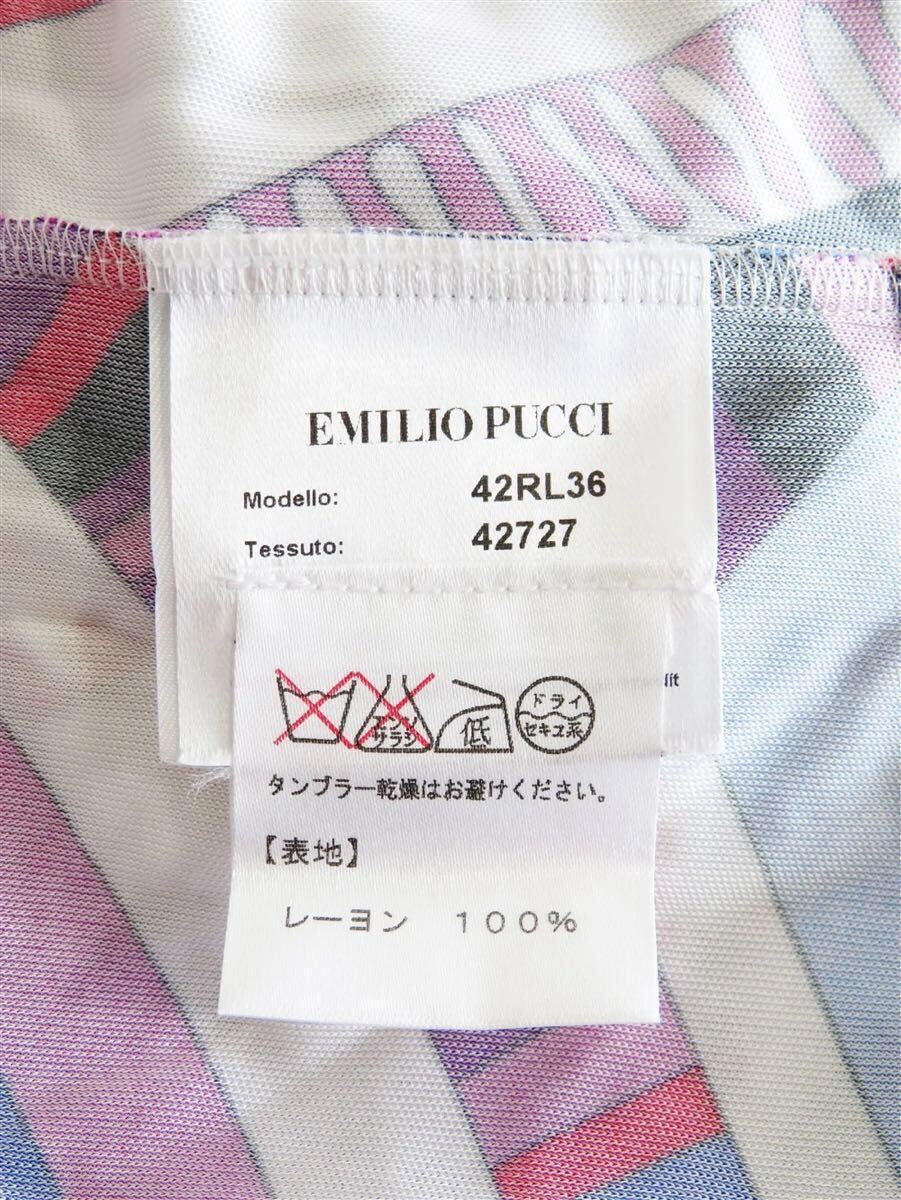 EMILIO PUCCI
Modello: 42RL36
Tessuto: 42727
エンソ
サラシ
低
ドライ
セキユ系
タンブラー乾燥はお避けください。
【表地】
レーヨン 100%